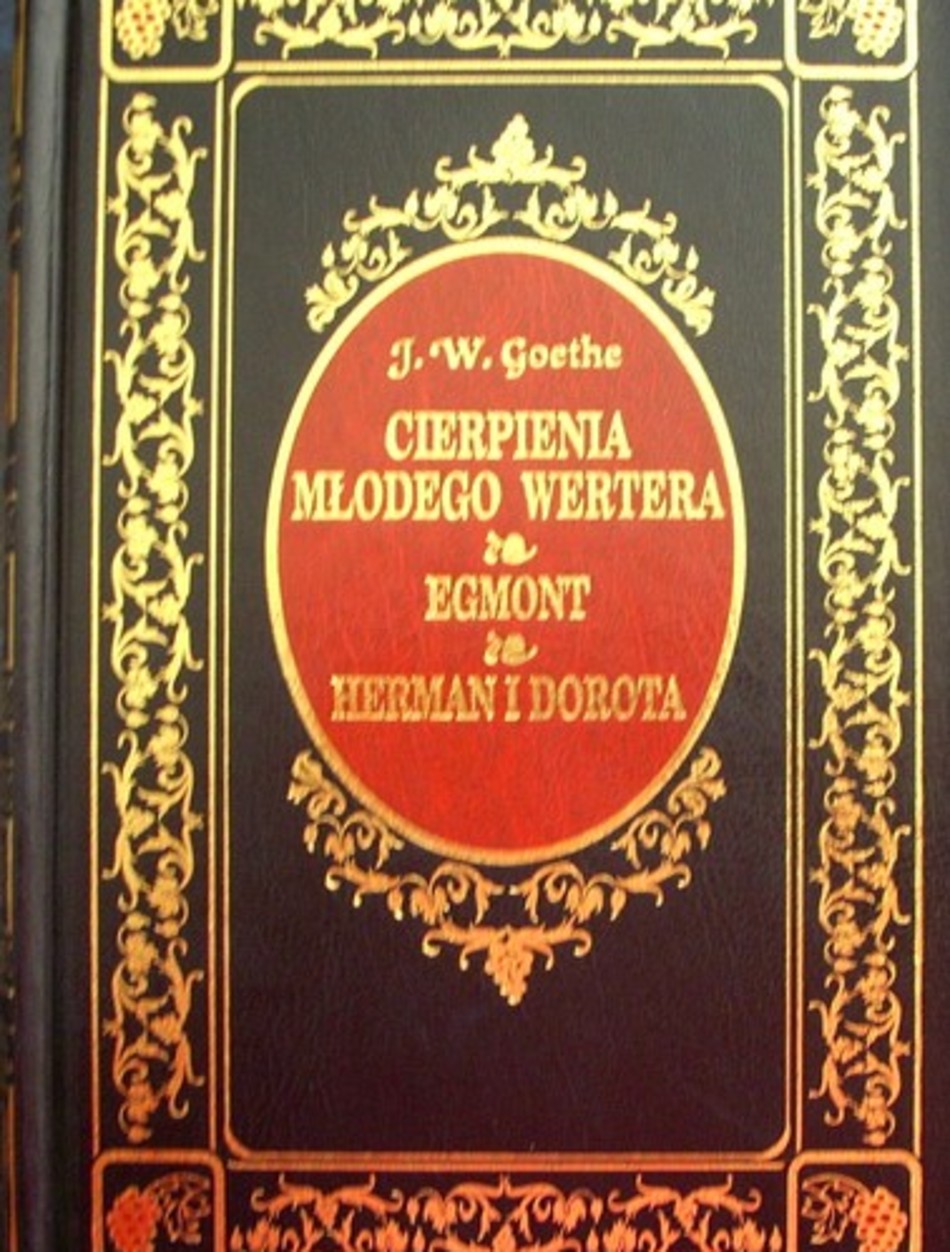 J. W. Goethe
CIERPIENIA
MŁODEGO WERTERA
EGMONT
HERMAN I DOROTA